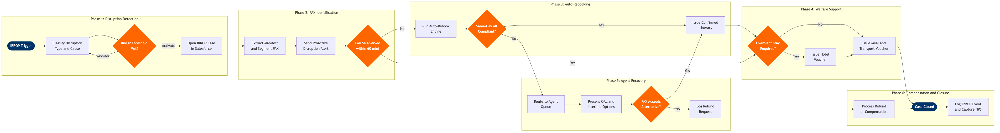 Phase 1: Disruption Detection
IRROP Trigger
Classify Disruption
Type and Cause
IRROP Threshold
Met?
Monitor
Activate
Open IRROP Case
in Salesforce
Phase 2: PAX Identification
Extract Manifest
and Segment PAX
Send Proactive
Disruption Alert
PAX Self-Served
within 60 min?
No
Yes
Phase 3: Auto-Rebooking
Run Auto-Rebook
Engine
Same-Day Alt
Compliant?
Yes
No
Issue Confirmed
Itinerary
Phase 4: Welfare Support
Overnight Stay
Required?
No
Yes
Issue Hotel
Voucher
Issue Meal and
Transport Voucher
Phase 5: Agent Recovery
Route to Agent
Queue
Present OAL and
Interline Options
PAX Accepts
Alternative?
Yes
No
Log Refund
Request
Phase 6: Compensation and Closure
Process Refund
or Compensation
Case Closed
Log IRROP Event
and Capture NPS